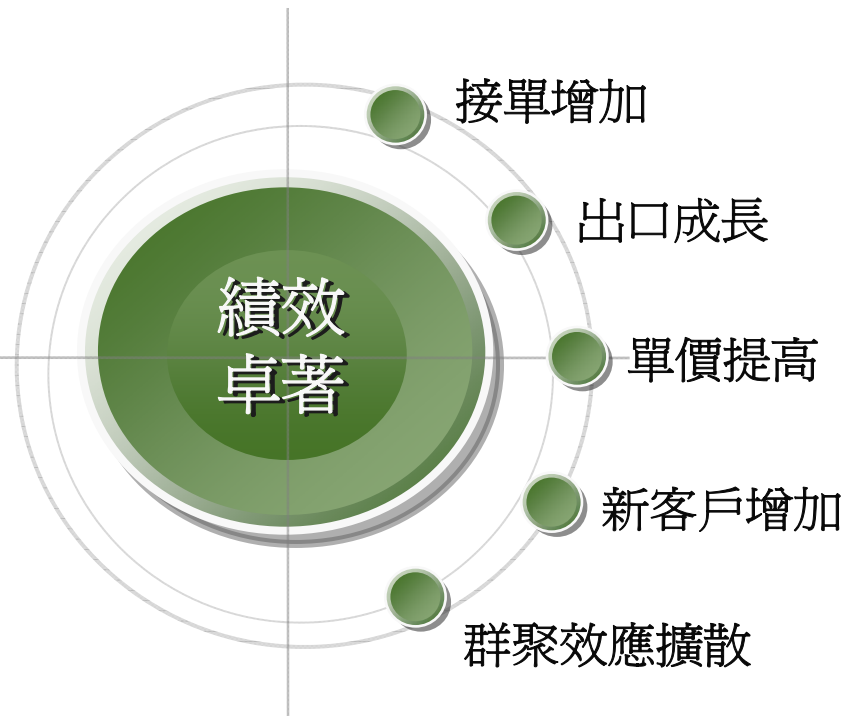 績效
卓著
接單增加
出口成長
單價提高
新客戶增加
群聚效應擴散